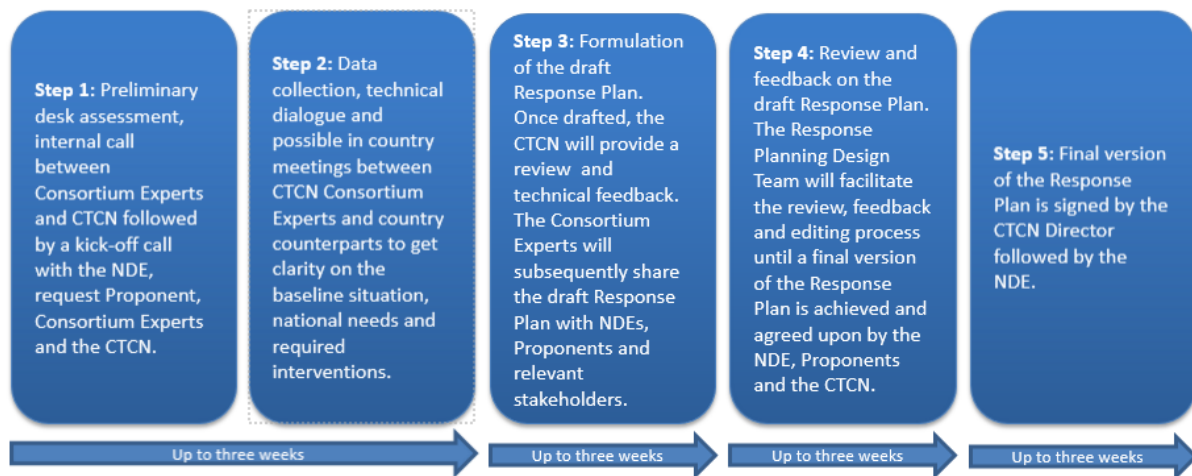 Step 1: Preliminary
desk assessment,
internal call
between
Consortium Experts
and CTCN followed
by a kick-off call
with the NDE,
request Proponent,
Consortium Experts
and the CTCN.
Step 2: Data
collection, technical
dialogue and
possible in country
meetings between
CTCN Consortium
Experts and country
counterparts to get
clarity on the
baseline situation,
national needs and
required
interventions.
Step 3: Formulation
of the draft
Response Plan.
Once drafted, the
CTCN will provide a
review and
technical feedback.
The Consortium
Experts will
subsequently share
the draft Response
Plan with NDEs,
Proponents and
relevant
stakeholders.
Step 4: Review and
feedback on the
draft Response Plan.
The Response
Planning Design
Team will facilitate
the review, feedback
and editing process
until a final version
of the Response
Plan is achieved and
agreed upon by the
NDE, Proponents
and the CTCN.
Step 5: Final version
of the Response
Plan is signed by the
CTCN Director
followed by the
NDE.
Up to three weeks
Up to three weeks
Up to three weeks
Up to three weeks